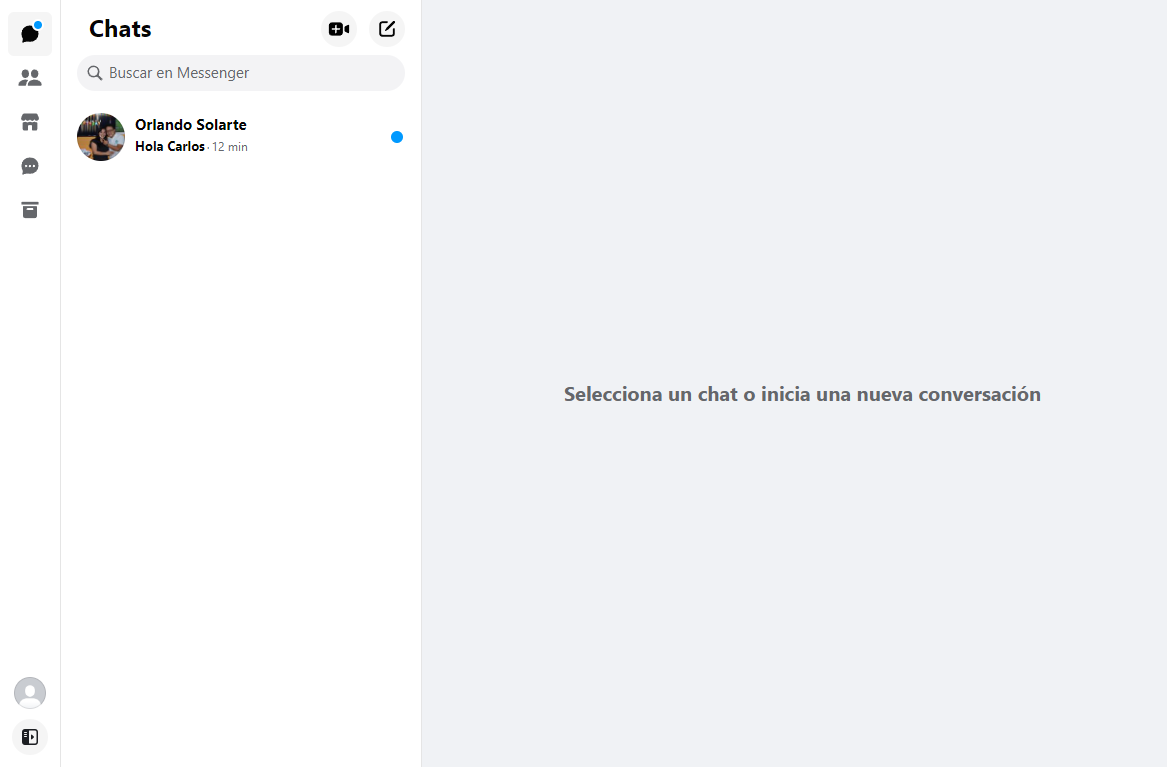 Chats
Buscar en Messenger
Orlando Solarte
Hola Carlos · 12 min
Selecciona un chat o inicia una nueva conversación